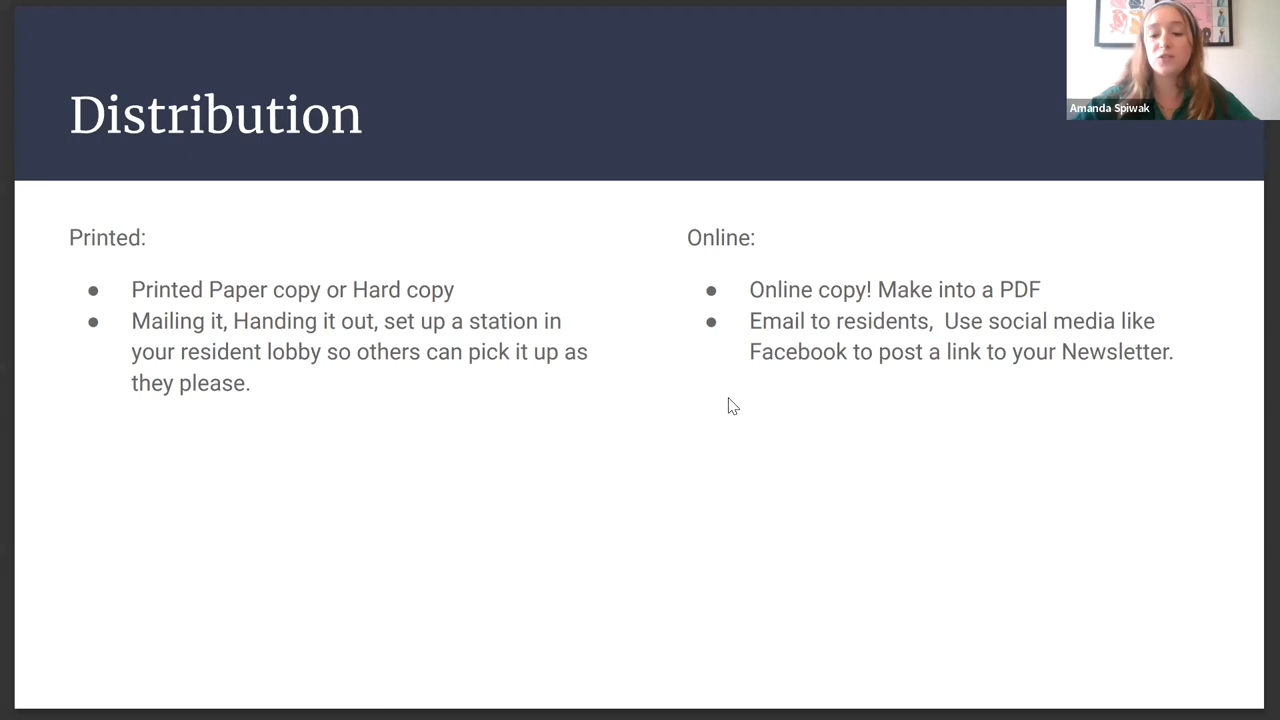 Distribution
Amanda Spiwak
Printed:
● Printed Paper copy or Hard copy
● Mailing it, Handing it out, set up a station in
your resident lobby so others can pick it up as
they please.
Online:
● Online copy! Make into a PDF
● Email to residents,  Use social media like
Facebook to post a link to your Newsletter.